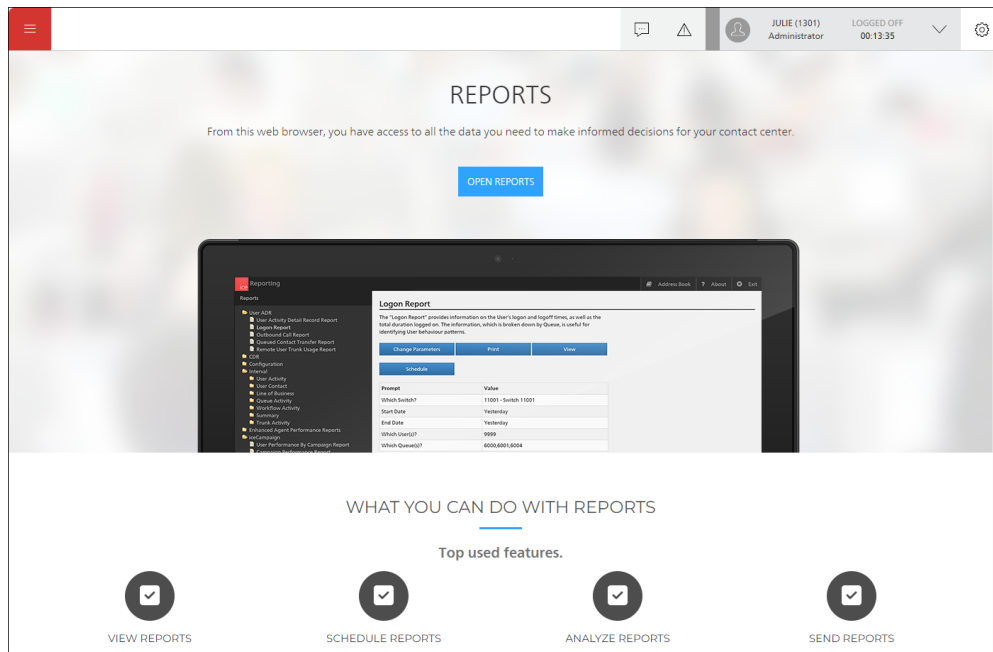 JULIE (1301)
Administrator
LOGGED OFF
00:13:35
REPORTS
From this web browser, you have access to all the data you need to make informed decisions for your contact center.
OPEN REPORTS
Reporting
Address Book
? About
Exit
Reports
User ADR
User Activity Detail Record Report
Logon Report
Outbound Call Report
Queued Contact Transfer Report
Remote User Trunk Usage Report
CDR
Configuration
Interval
User Activity
User Contact
Line of Business
Queue Activity
Workflow Activity
Summary
Trunk Activity
Enhanced Agent Performance Reports
iceCampaign
User Performance By Campaign Report
Campaign Performance Report
Logon Report
The "Logon Report" provides information on the User's logon and logoff times, as well as the
total duration logged on. The information, which is broken down by Queue, is useful for
identifying User behaviour patterns.
Change Parameters
Print
View
Schedule
Prompt Value
Which Switch? 11001 - Switch 11001
Start Date Yesterday
End Date Yesterday
Which User(s)? 9999
Which Queue(s)? 6000,6001,6004
WHAT YOU CAN DO WITH REPORTS
Top used features.
VIEW REPORTS
SCHEDULE REPORTS
ANALYZE REPORTS
SEND REPORTS